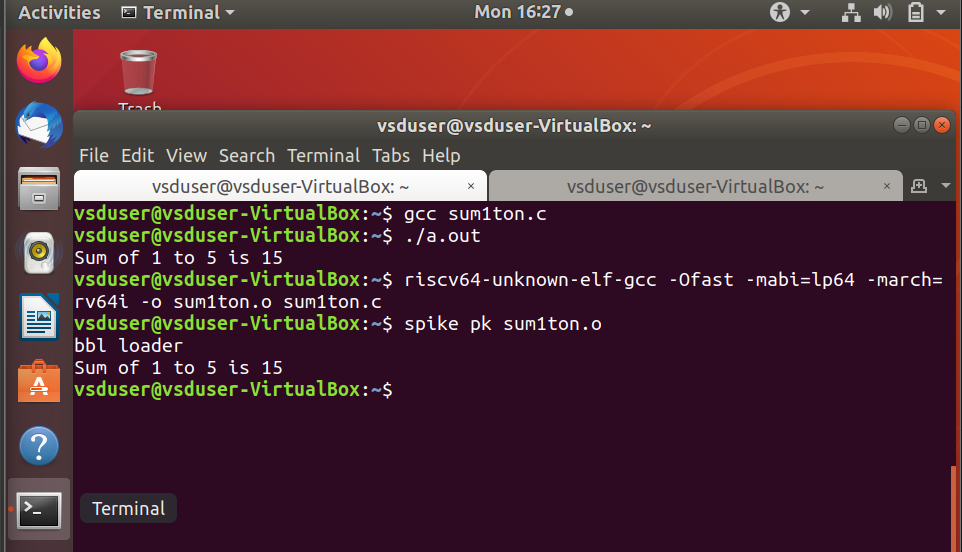 Activities Terminal Mon 16:27
Trash
vsduser@vsduser-VirtualBox: ~
File Edit View Search Terminal Tabs Help
vsduser@vsduser-VirtualBox: ~ × vsduser@vsduser-VirtualBox: ~ ×
vsduser@vsduser-VirtualBox:~$ gcc sum1ton.c
vsduser@vsduser-VirtualBox:~$ ./a.out
Sum of 1 to 5 is 15
vsduser@vsduser-VirtualBox:~$ riscv64-unknown-elf-gcc -Ofast -mabi=lp64 -march=
rv64i -o sum1ton.o sum1ton.c
vsduser@vsduser-VirtualBox:~$ spike pk sum1ton.o
bbl loader
Sum of 1 to 5 is 15
vsduser@vsduser-VirtualBox:~$
Terminal